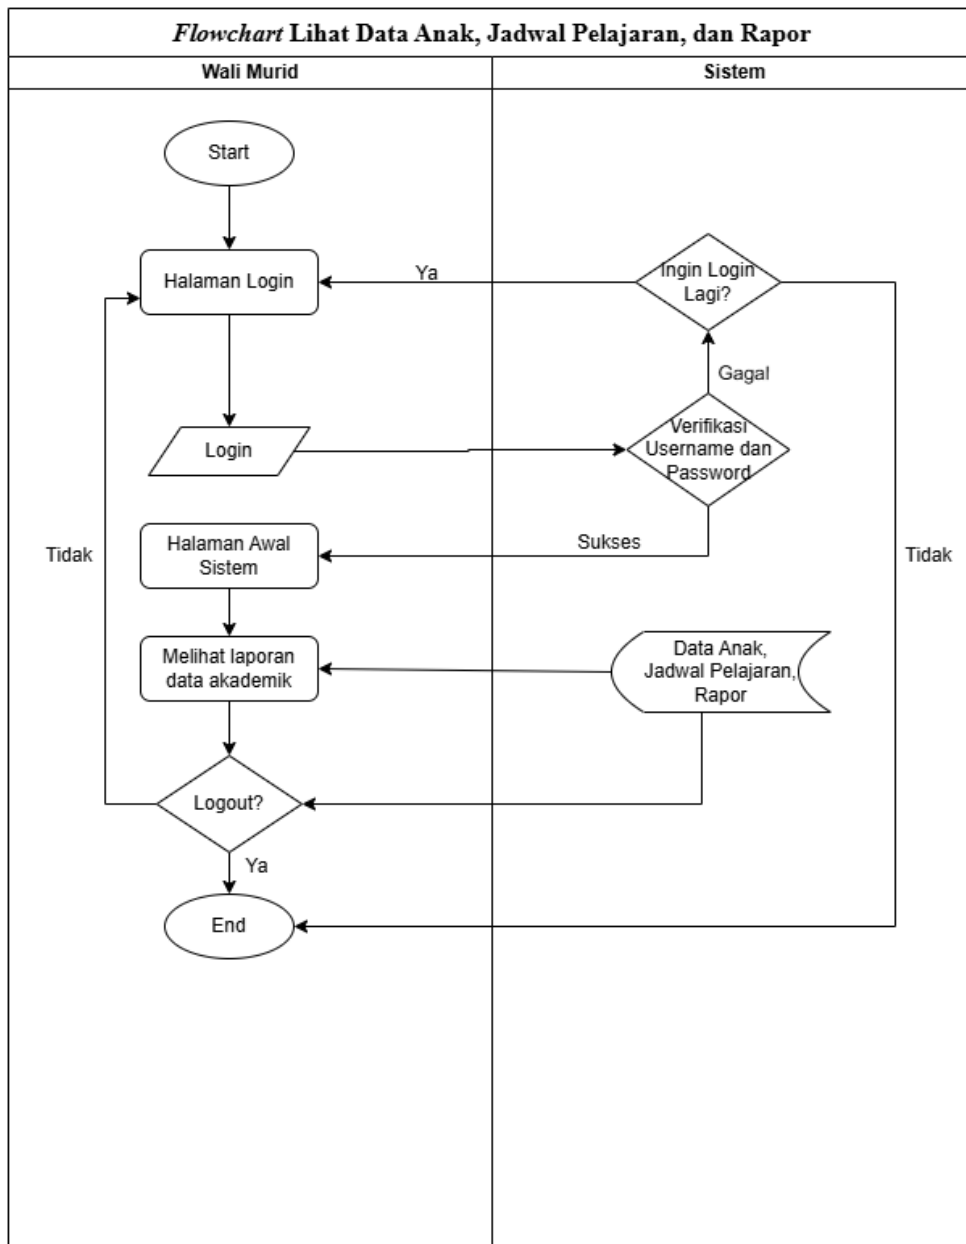 Flowchart Lihat Data Anak, Jadwal Pelajaran, dan Rapor
Wali Murid
Sistem
Start
Halaman Login
Ya
Ingin Login
Lagi?
Gagal
Login
Verifikasi
Username dan
Password
Halaman Awal
Sistem
Sukses
Tidak
Tidak
Melihat laporan
data akademik
Data Anak,
Jadwal Pelajaran,
Rapor
Logout?
Ya
End